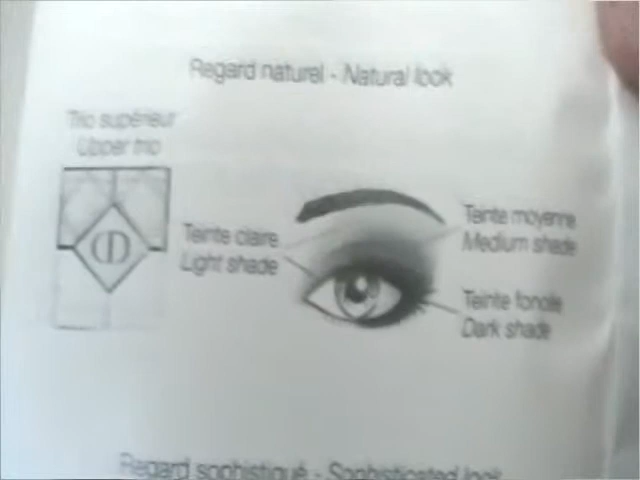 Regard naturel - Natural look
Trio supérieur
Upper trio
Teinte claire
Light shade
Teinte moyenne
Medium shade
Teinte foncée
Dark shade
Regard sophistiqué - Sophisticated look